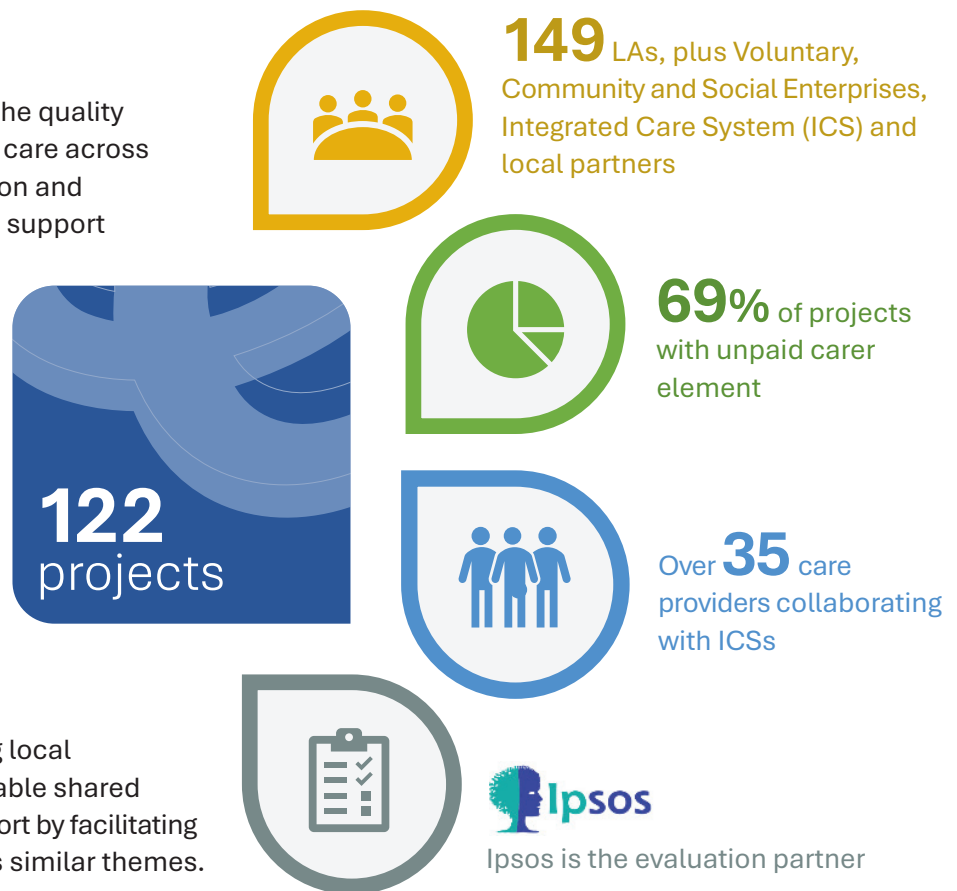 149 LAs, plus Voluntary,
Community and Social Enterprises,
Integrated Care System (ICS) and
local partners
he quality
care across
on and
support
122
projects
69% of projects
with unpaid carer
element
Over 35 care
providers collaborating
with ICSs
local
able shared
ort by facilitating
s similar themes.
Ipsos
Ipsos is the evaluation partner